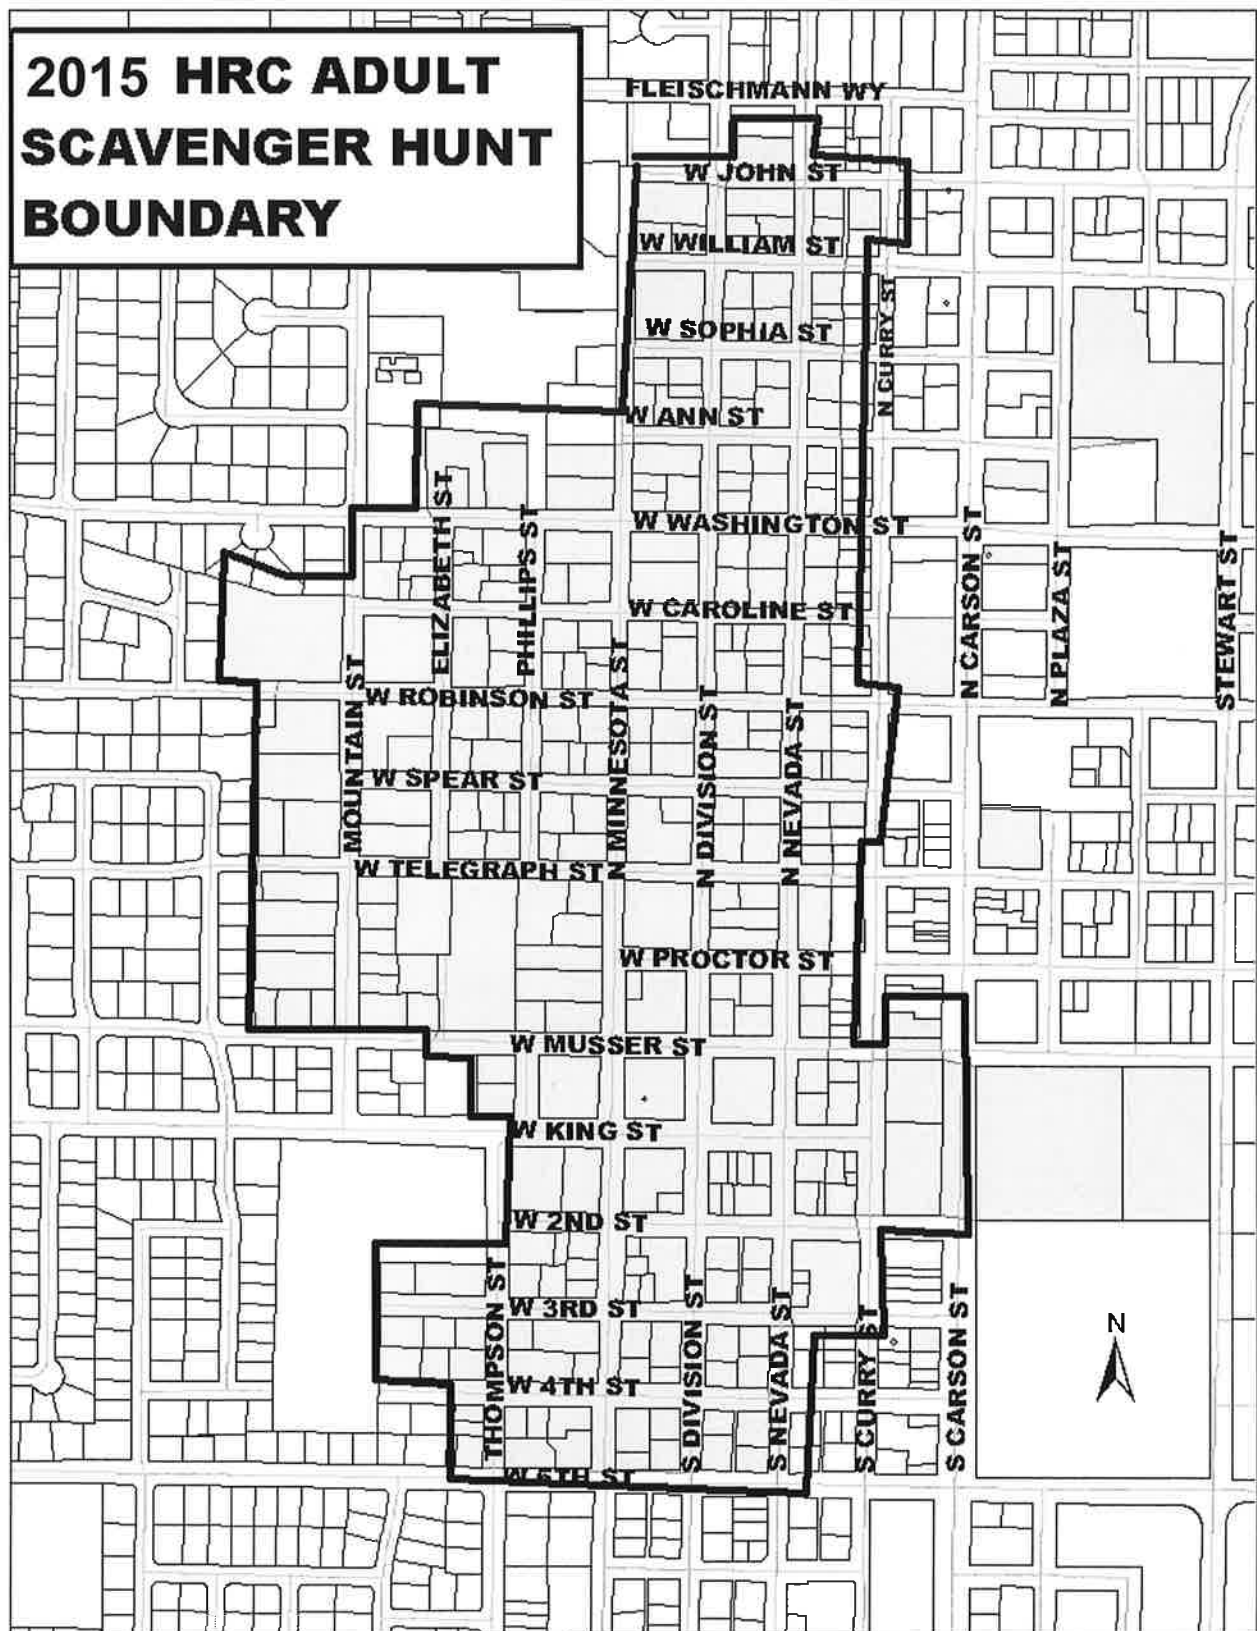 2015 HRC ADULT
SCAVENGER HUNT
BOUNDARY
FLEISCHMANN WY
W JOHN ST
W WILLIAM ST
N CURRY ST
W SOPHIA ST
W ANN ST
W WASHINGTON ST
ELIZABETH ST
PHILLIPS ST
N CARSON ST
N PLAZA ST
STEWART ST
W CAROLINE ST
MOUNTAIN ST
W ROBINSON ST
N MINNESOTA ST
N DIVISION ST
N NEVADA ST
W SPEAR ST
W TELEGRAPH ST
W PROCTOR ST
W MUSSER ST
W KING ST
W 2ND ST
THOMPSON ST
W 3RD ST
S DIVISION ST
S NEVADA ST
S CURRY ST
S CARSON ST
N
W 4TH ST
W 5TH ST